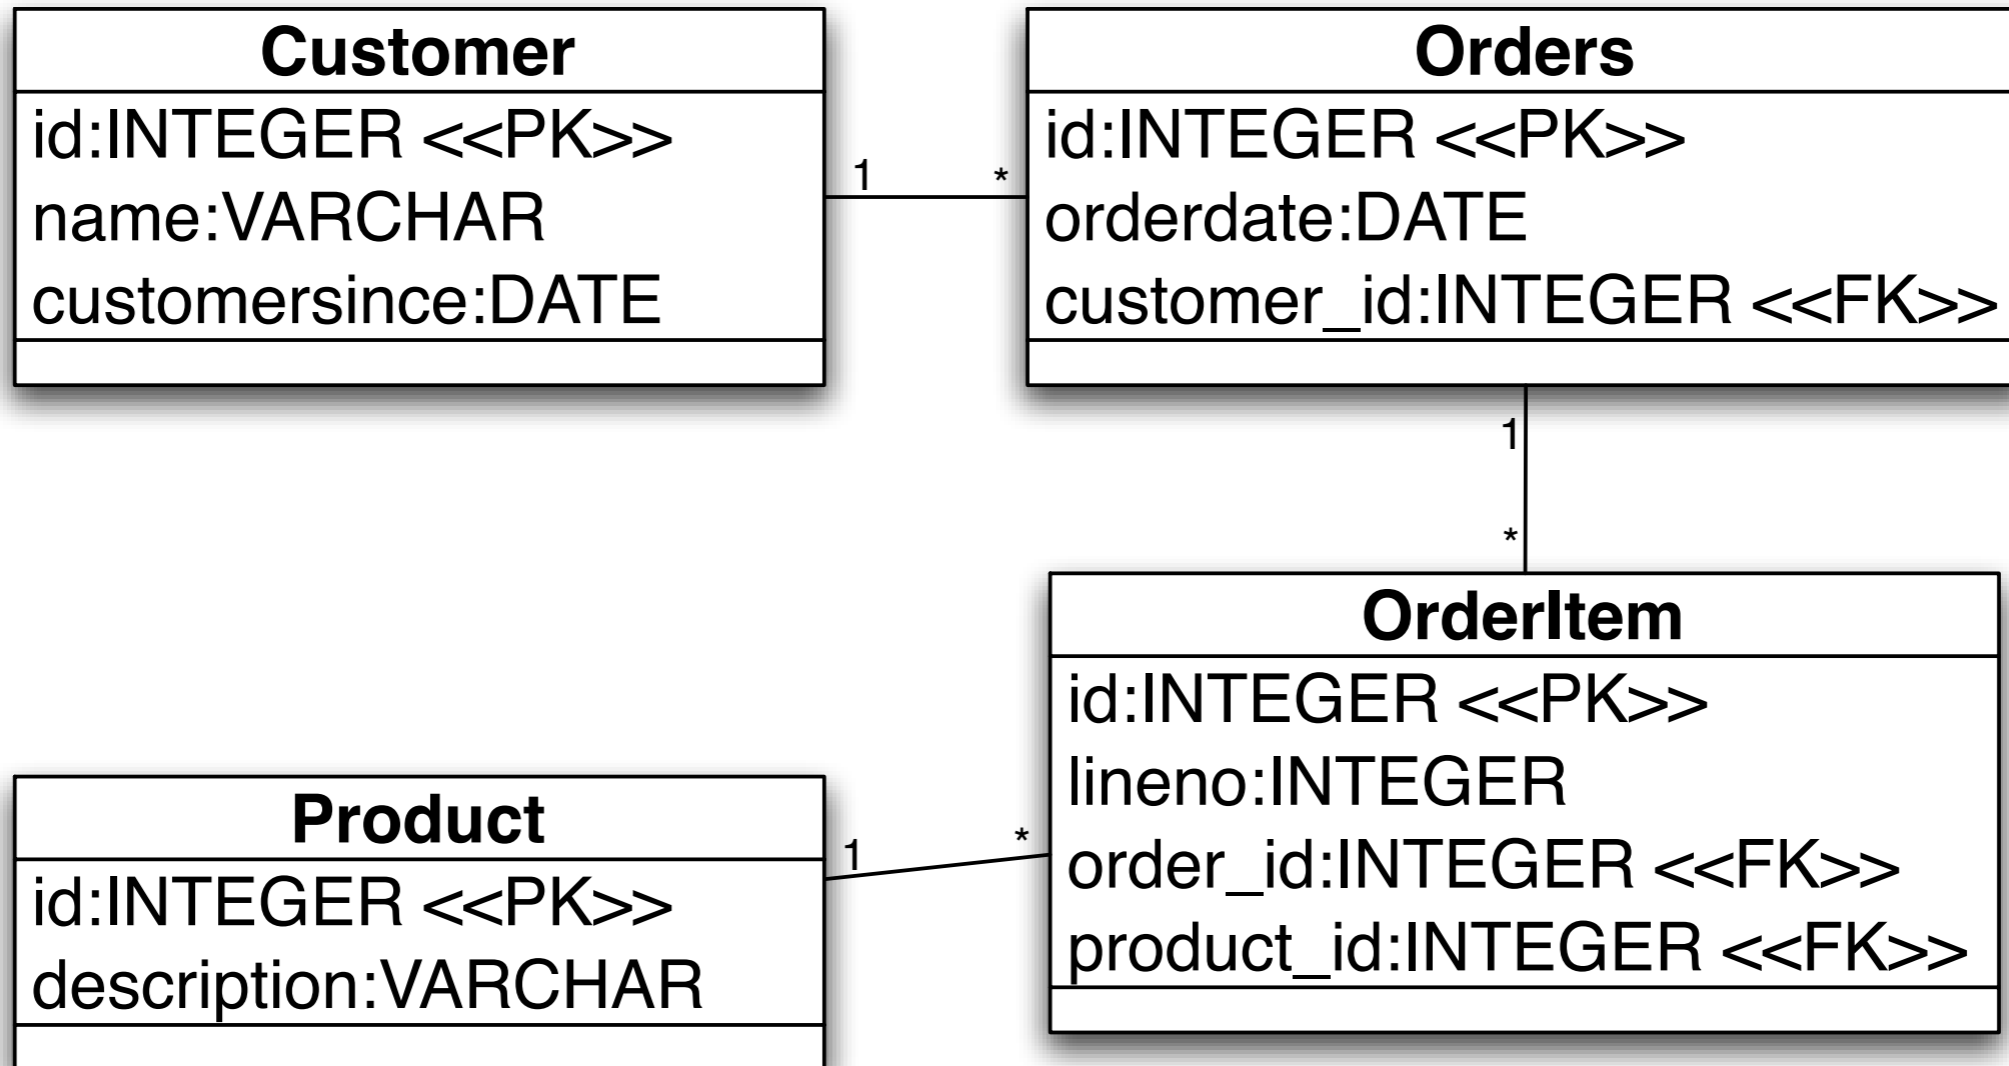 Customer
id:INTEGER <<PK>>
name:VARCHAR
customersince:DATE
1
*
Orders
id:INTEGER <<PK>>
orderdate:DATE
customer_id:INTEGER <<FK>>
1
*
OrderItem
id:INTEGER <<PK>>
lineno:INTEGER
order_id:INTEGER <<FK>>
product_id:INTEGER <<FK>>
Product
id:INTEGER <<PK>>
description:VARCHAR
1
*